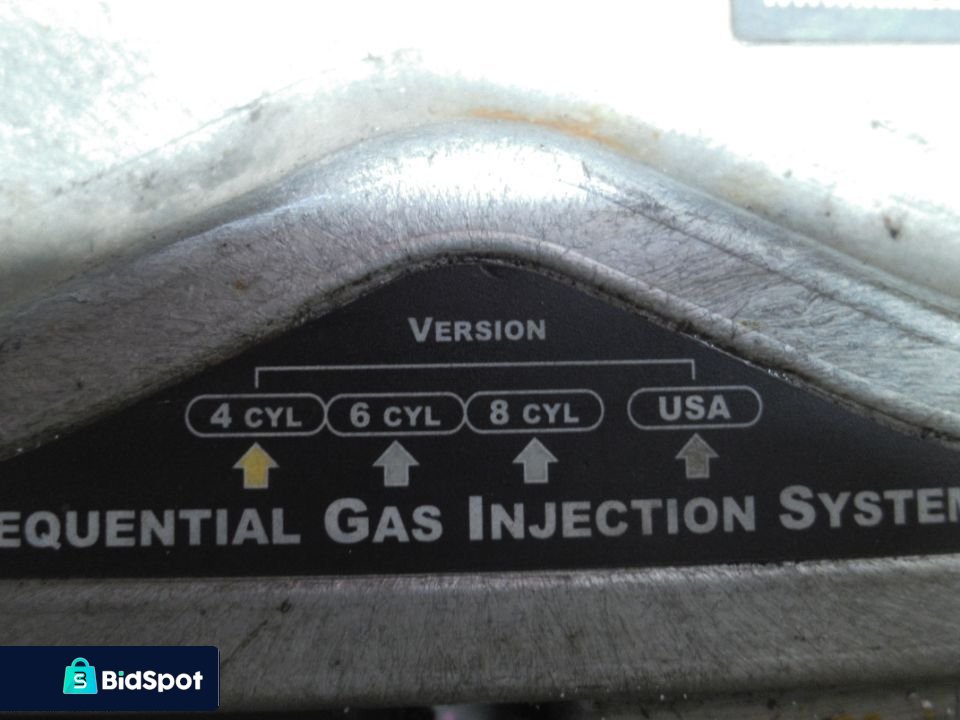 VERSION
4 CYL 6 CYL 8 CYL USA
EQUENTIAL GAS INJECTION SYSTEM
BidSpot